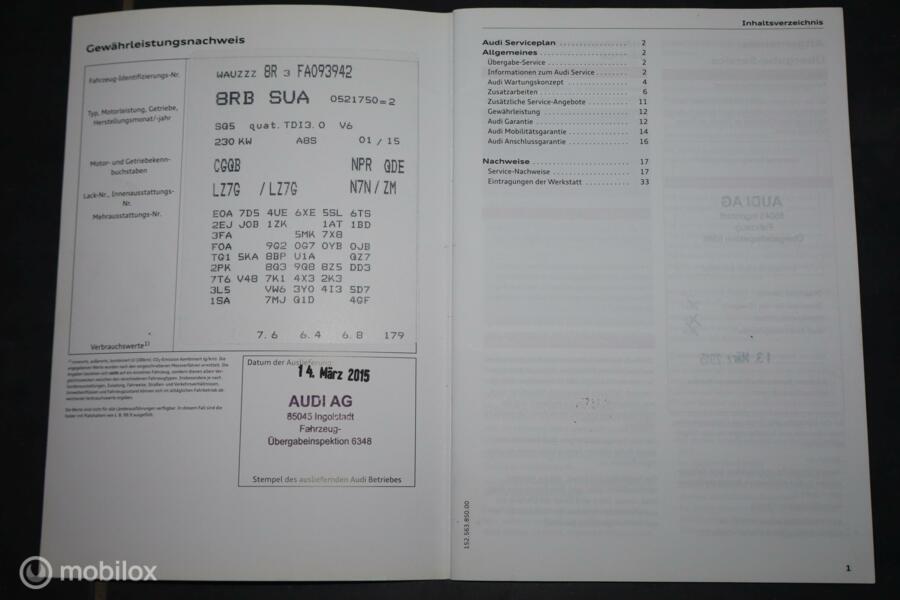 Gewährleistungsnachweis
Fahrzeug-Identifizierungs-Nr.
WAUZZZ 8R 3 FA093942
8RB SUA 0521750=2
Typ, Motorleistung, Getriebe,
Herstellungsmonat/-jahr
SQ5 quat.TDI3.0 V6
230 KW A8S 01 / 15
Motor- und Getriebekenn-
buchstaben
CGQB NPR QDE
Lack-Nr., Innenausstattungs-
Nr.
LZ7G /LZ7G N7N / ZM
Mehrausstattungs-Nr.
E0A 7D5 4UE 6XE 5SL 6TS
2EJ J0B 1ZK 1AT 1BD
3FA 5MK 7X8
F0A 9Q2 0G7 0YB 0JB
TG1 5KA 8BP U1A QZ7
2PK 8G3 9Q8 8Z5 DD3
7T6 V48 7K1 4X3 2K3
3L5 VW6 3Y0 4I3 5D7
1SA 7MJ Q1D 4GF
Verbrauchswerte1)
7.6 6.4 6.8 179
Datum der Auslieferung:
14. März 2015
AUDI AG
85045 Ingolstadt
Fahrzeug-
Übergabeinspektion 6348
Stempel des ausliefernden Audi Betriebes
Inhaltsverzeichnis
Audi Serviceplan 2
Allgemeines 2
Übergabe-Service 2
Informationen zum Audi Service 2
Audi Wartungskonzept 4
Zusatzarbeiten 6
Zusätzliche Service-Angebote 11
Gewährleistung 12
Audi Garantie 12
Audi Mobilitätsgarantie 14
Audi Anschlussgarantie 16
Nachweise 17
Service-Nachweise 17
Eintragungen der Werkstatt 33
152.563.850.00
1
mobilox